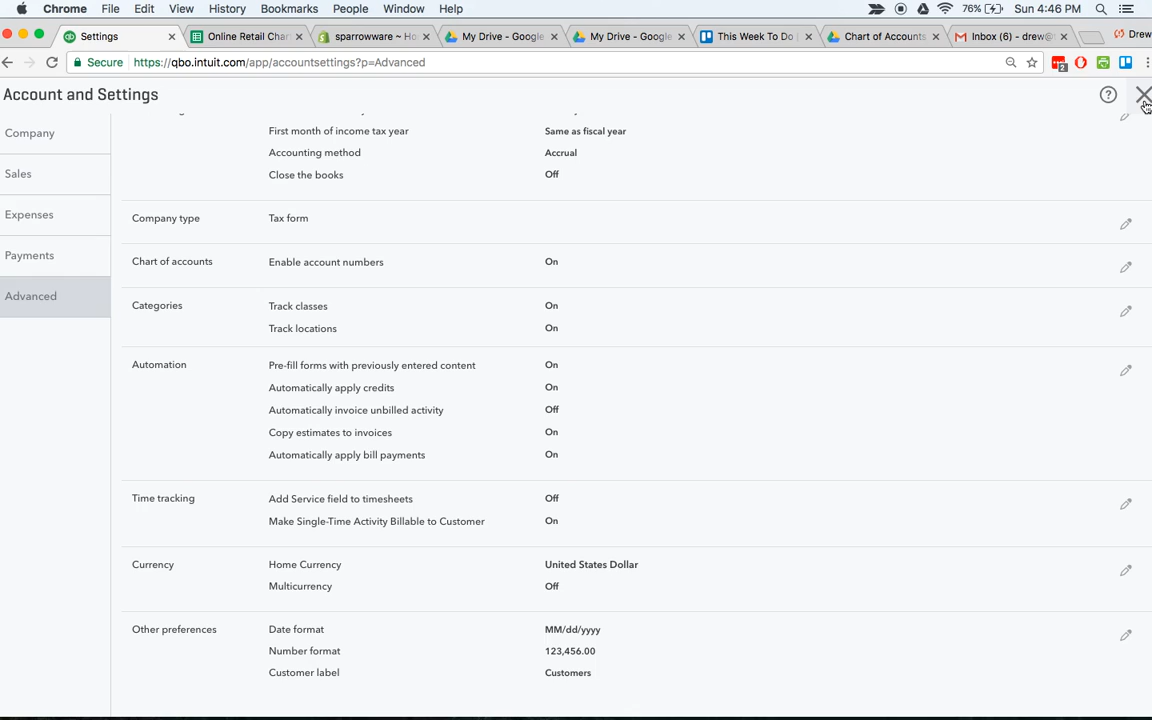 Chrome File Edit View History Bookmarks People Window Help 76% Sun 4:46 PM
Settings Online Retail Char sparrowware ~ Ho My Drive - Google My Drive - Google This Week To Do Chart of Accounts Inbox (6) - drew@ Drew
Secure https://qbo.intuit.com/app/accountsettings?p=Advanced 2
Account and Settings ?
Company
Sales
Expenses
Payments
Advanced
First month of income tax year Same as fiscal year
Accounting method Accrual
Close the books Off
Company type Tax form
Chart of accounts Enable account numbers On
Categories Track classes On
Track locations On
Automation Pre-fill forms with previously entered content On
Automatically apply credits On
Automatically invoice unbilled activity Off
Copy estimates to invoices On
Automatically apply bill payments On
Time tracking Add Service field to timesheets Off
Make Single-Time Activity Billable to Customer On
Currency Home Currency United States Dollar
Multicurrency Off
Other preferences Date format MM/dd/yyyy
Number format 123,456.00
Customer label Customers